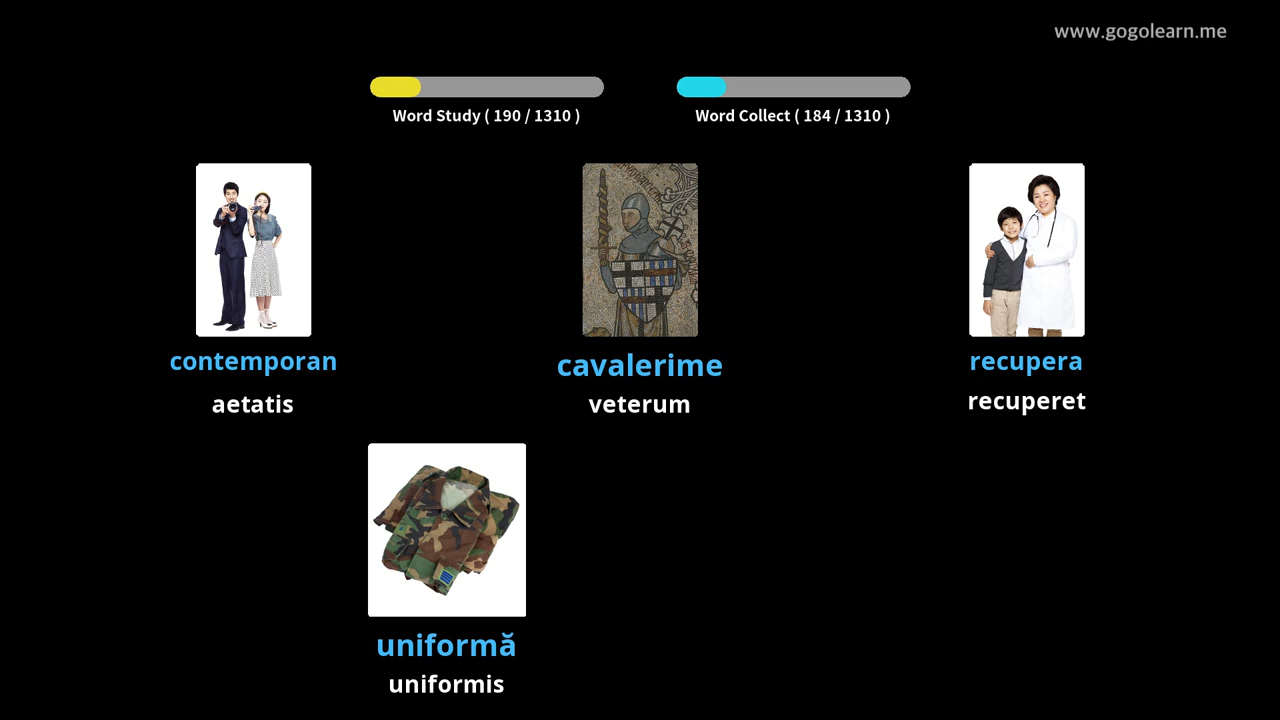 www.gogolearn.me
Word Study ( 190 / 1310 )
Word Collect ( 184 / 1310 )
contemporan
aetatis
cavalerime
veterum
recupera
recuperet
uniformă
uniformis